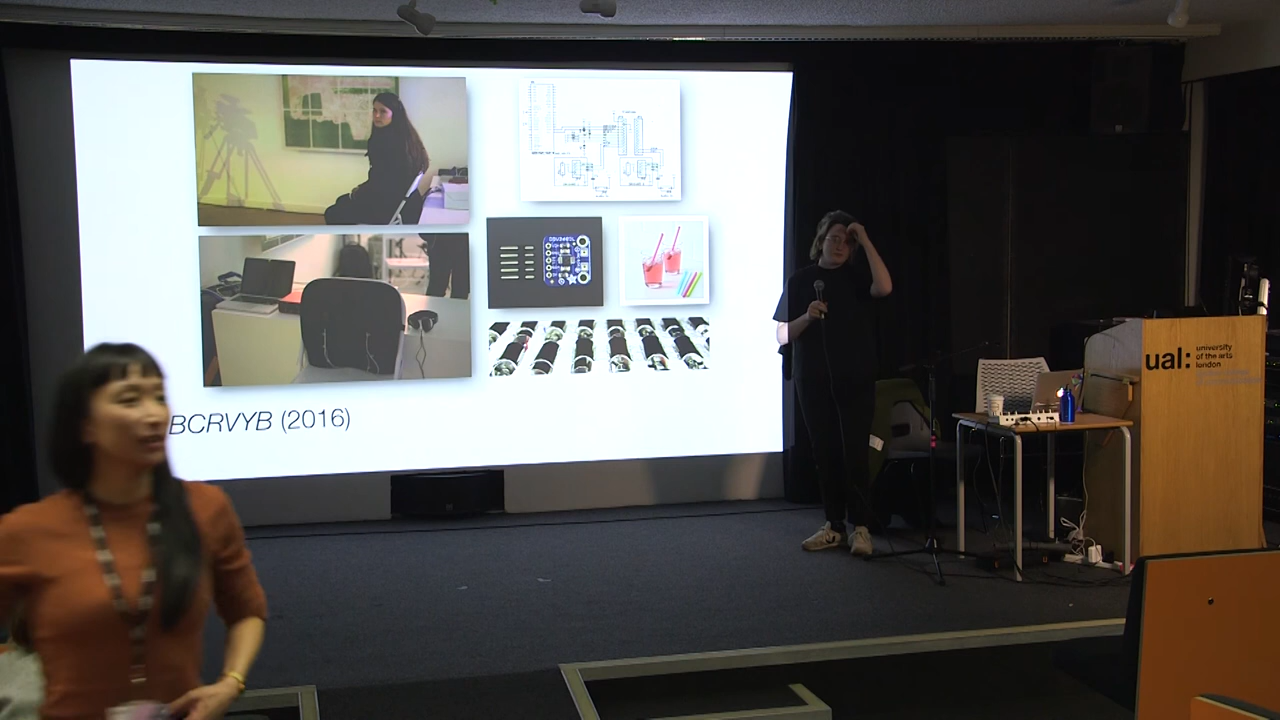 BCRVYB (2016)
ual:
university
of the arts
london